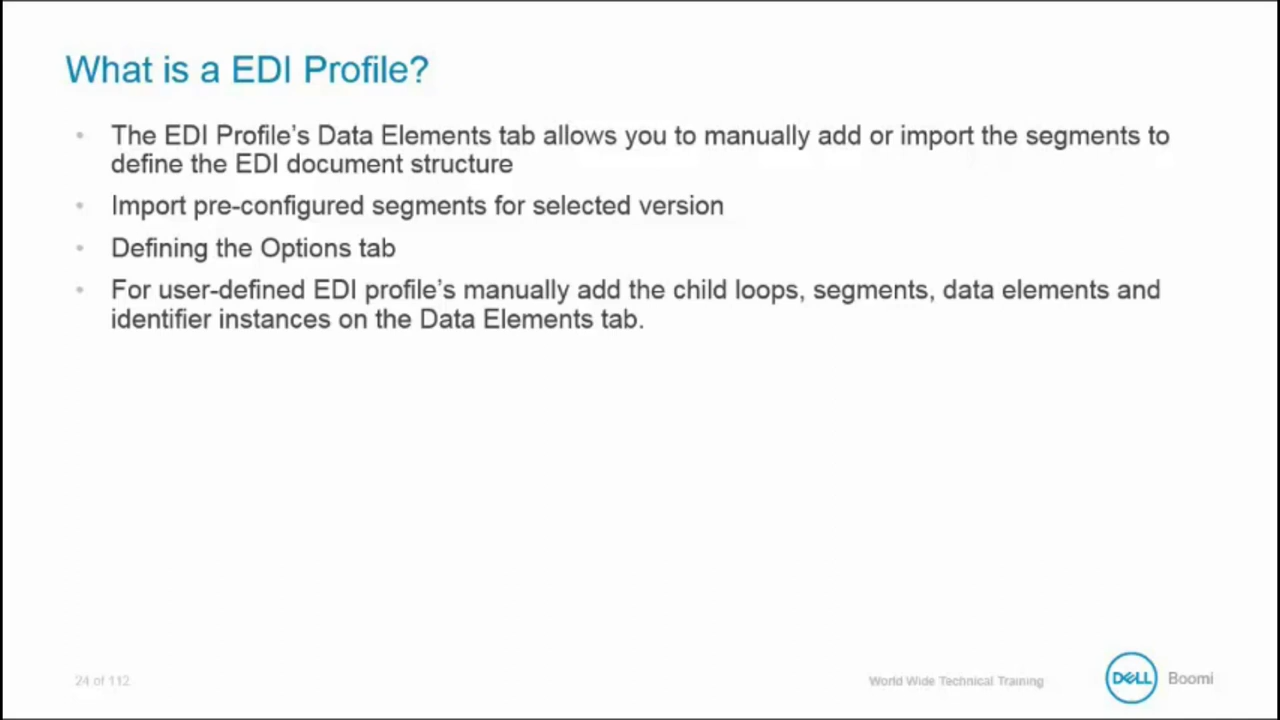 What is a EDI Profile?
• The EDI Profile's Data Elements tab allows you to manually add or import the segments to
define the EDI document structure
• Import pre-configured segments for selected version
• Defining the Options tab
• For user-defined EDI profile's manually add the child loops, segments, data elements and
identifier instances on the Data Elements tab.
24 of 112
World Wide Technical Training
DELL Boomi